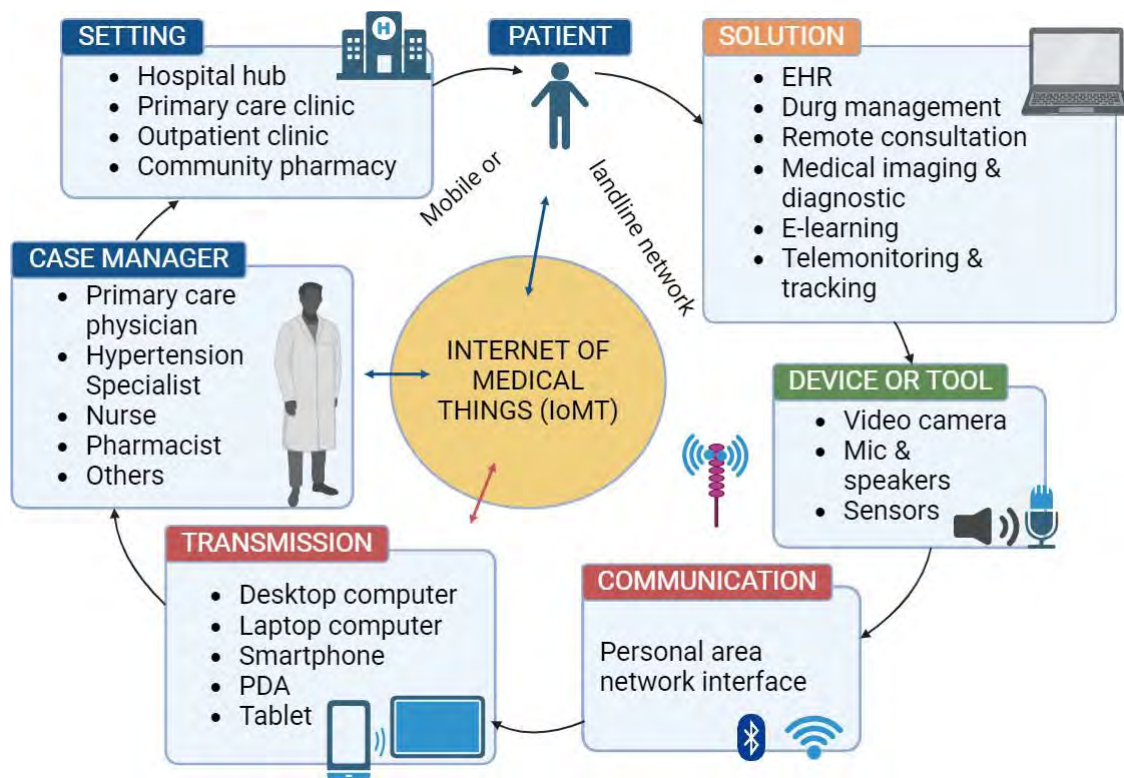 SETTING
• Hospital hub
• Primary care clinic
• Outpatient clinic
• Community pharmacy
H
PATIENT
Mobile or
landline network
SOLUTION
• EHR
• Durg management
• Remote consultation
• Medical imaging &
diagnostic
• E-learning
• Telemonitoring &
tracking
DEVICE OR TOOL
• Video camera
• Mic &
speakers
• Sensors
COMMUNICATION
Personal area
network interface
TRANSMISSION
• Desktop computer
• Laptop computer
• Smartphone
• PDA
• Tablet
CASE MANAGER
• Primary care
physician
• Hypertension
Specialist
• Nurse
• Pharmacist
• Others
INTERNET OF
MEDICAL
THINGS (IoMT)